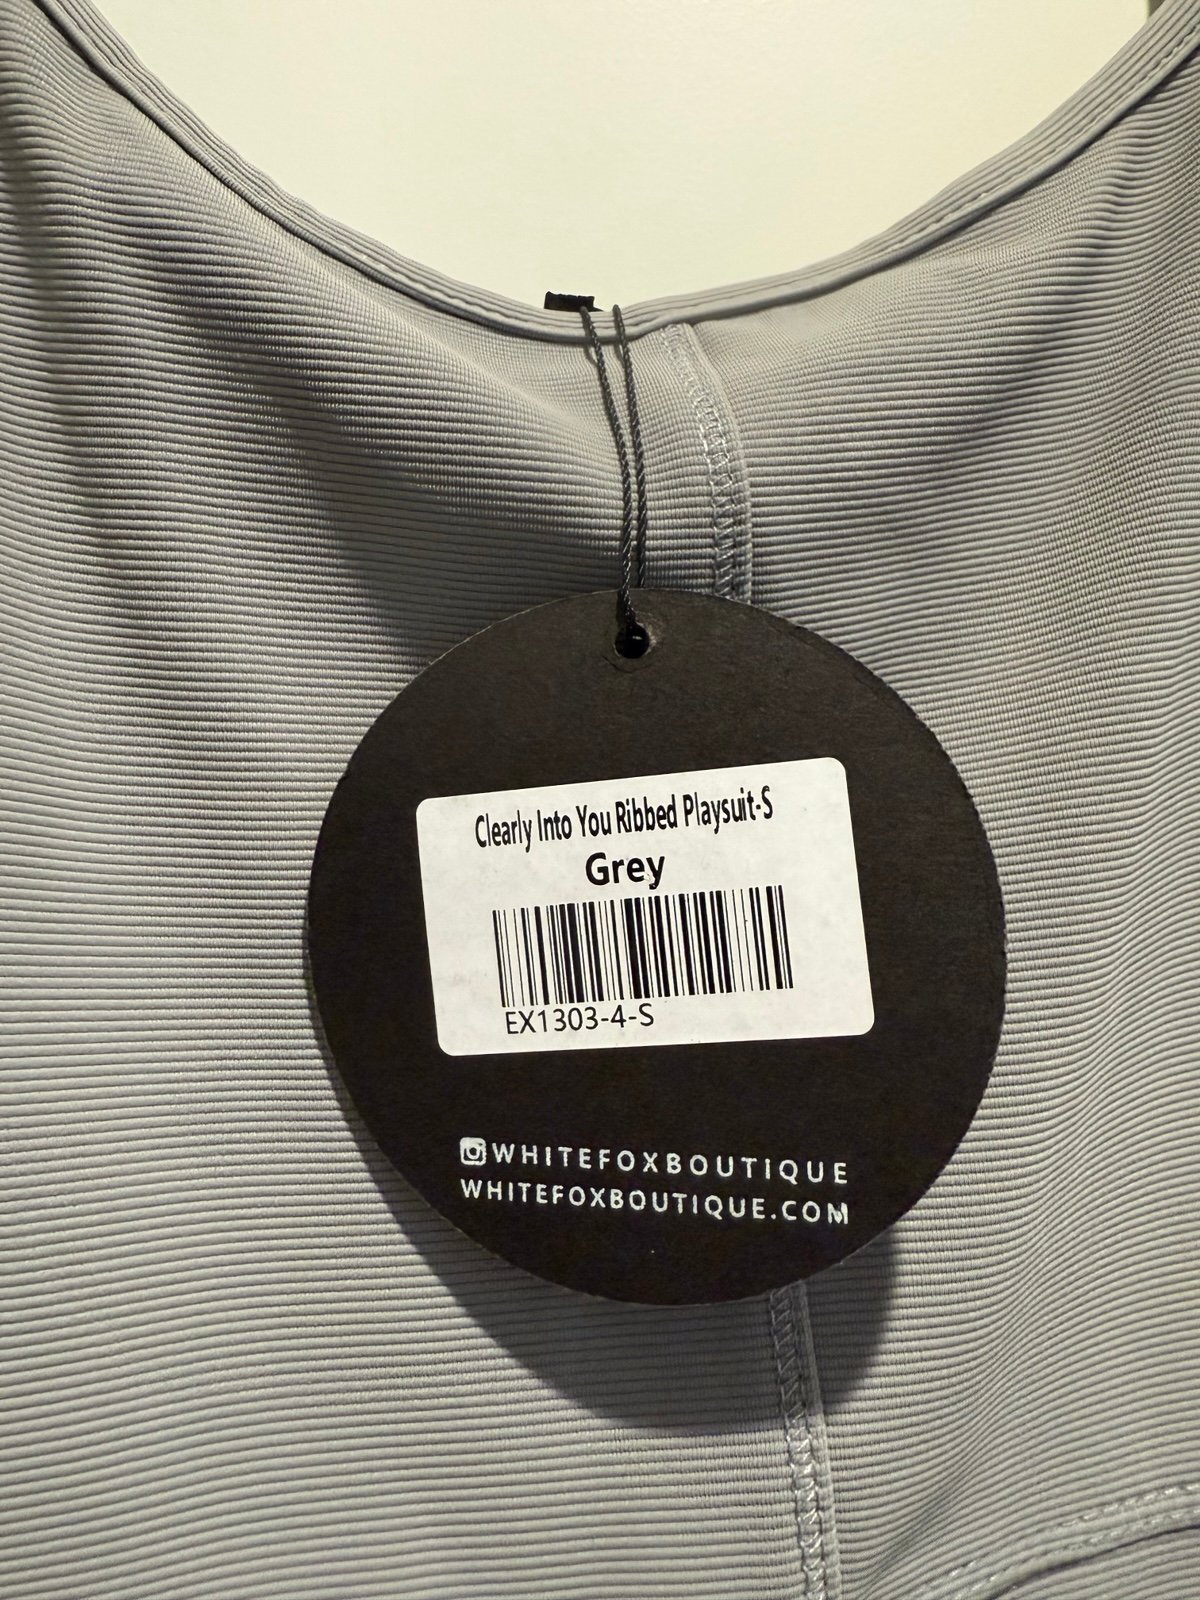 Clearly Into You Ribbed Playsuit-S
Grey
EX1303-4-S
WHITEFOXBOUTIQUE
WHITEFOXBOUTIQUE.COM